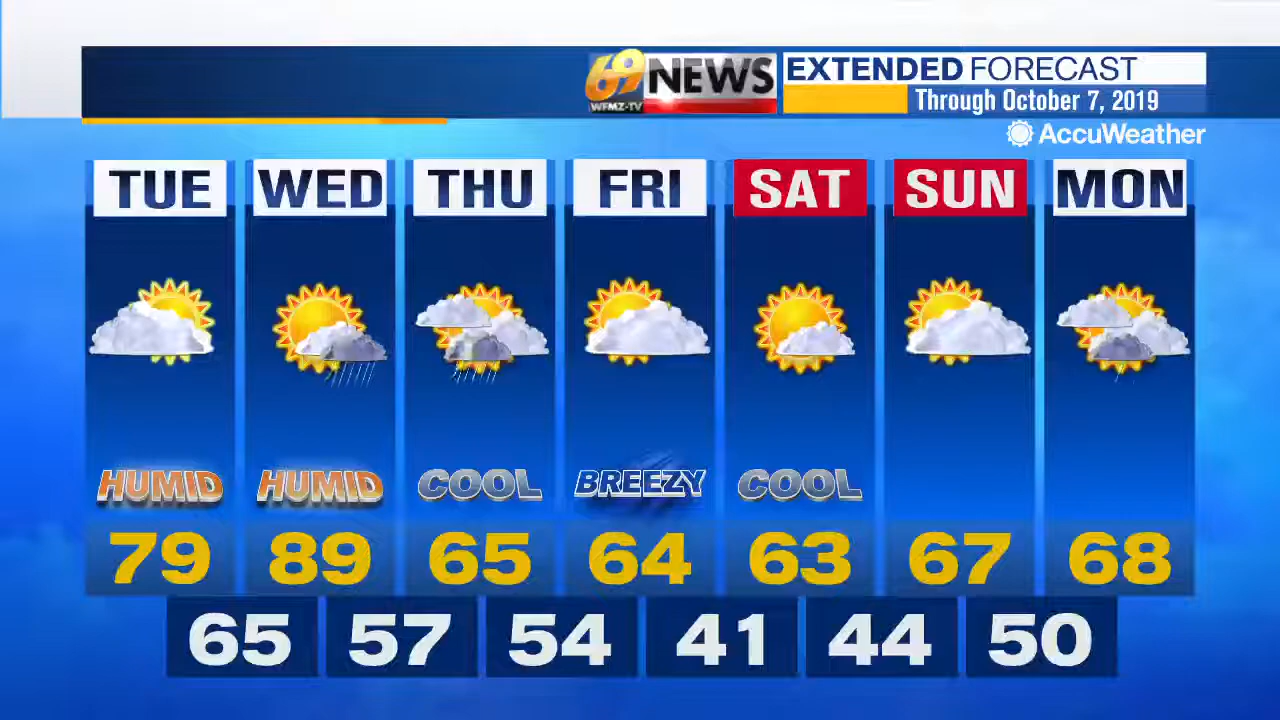 69 NEWS
WFMZ-TV
EXTENDED FORECAST
Through October 7, 2019
AccuWeather
TUE WED THU FRI SAT SUN MON
HUMID HUMID COOL BREEZY COOL
79 89 65 64 63 67 68
65 57 54 41 44 50